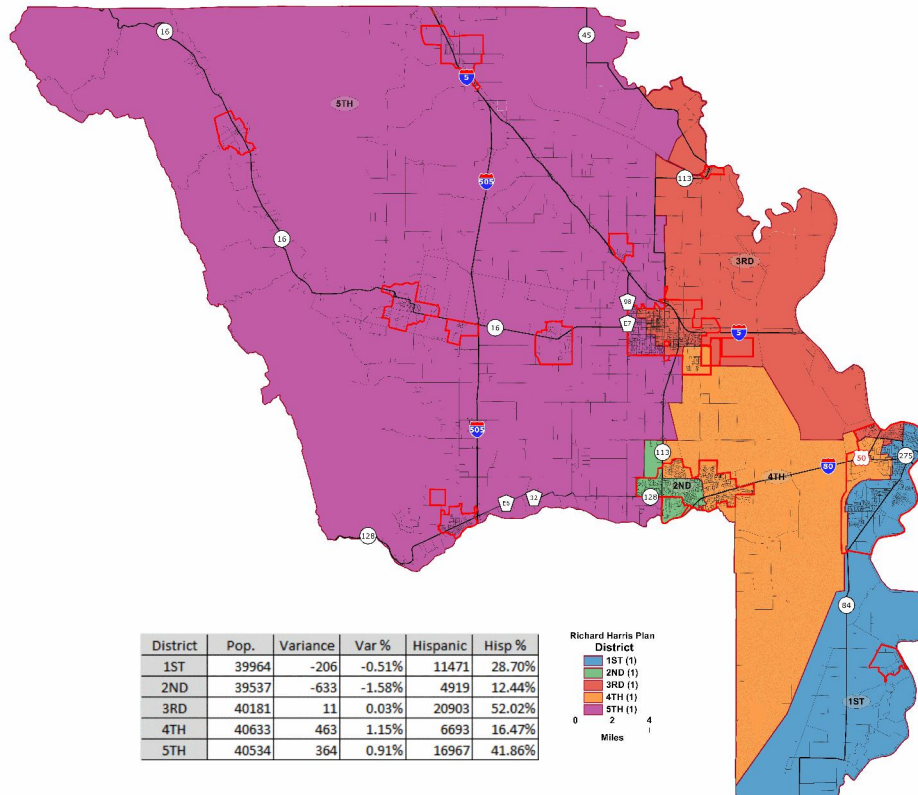 16
45
5
5TH
505
113
16
3RD
98
E7
16
5
505
113
50
275
80
4TH
2ND
128
E6
32
128
84
1ST
District Pop. Variance Var % Hispanic Hisp %
1ST 39964 -206 -0.51% 11471 28.70%
2ND 39537 -633 -1.58% 4919 12.44%
3RD 40181 11 0.03% 20903 52.02%
4TH 40633 463 1.15% 6693 16.47%
5TH 40534 364 0.91% 16967 41.86%
Richard Harris Plan
District
1ST (1)
2ND (1)
3RD (1)
4TH (1)
5TH (1)
0 2 4
Miles